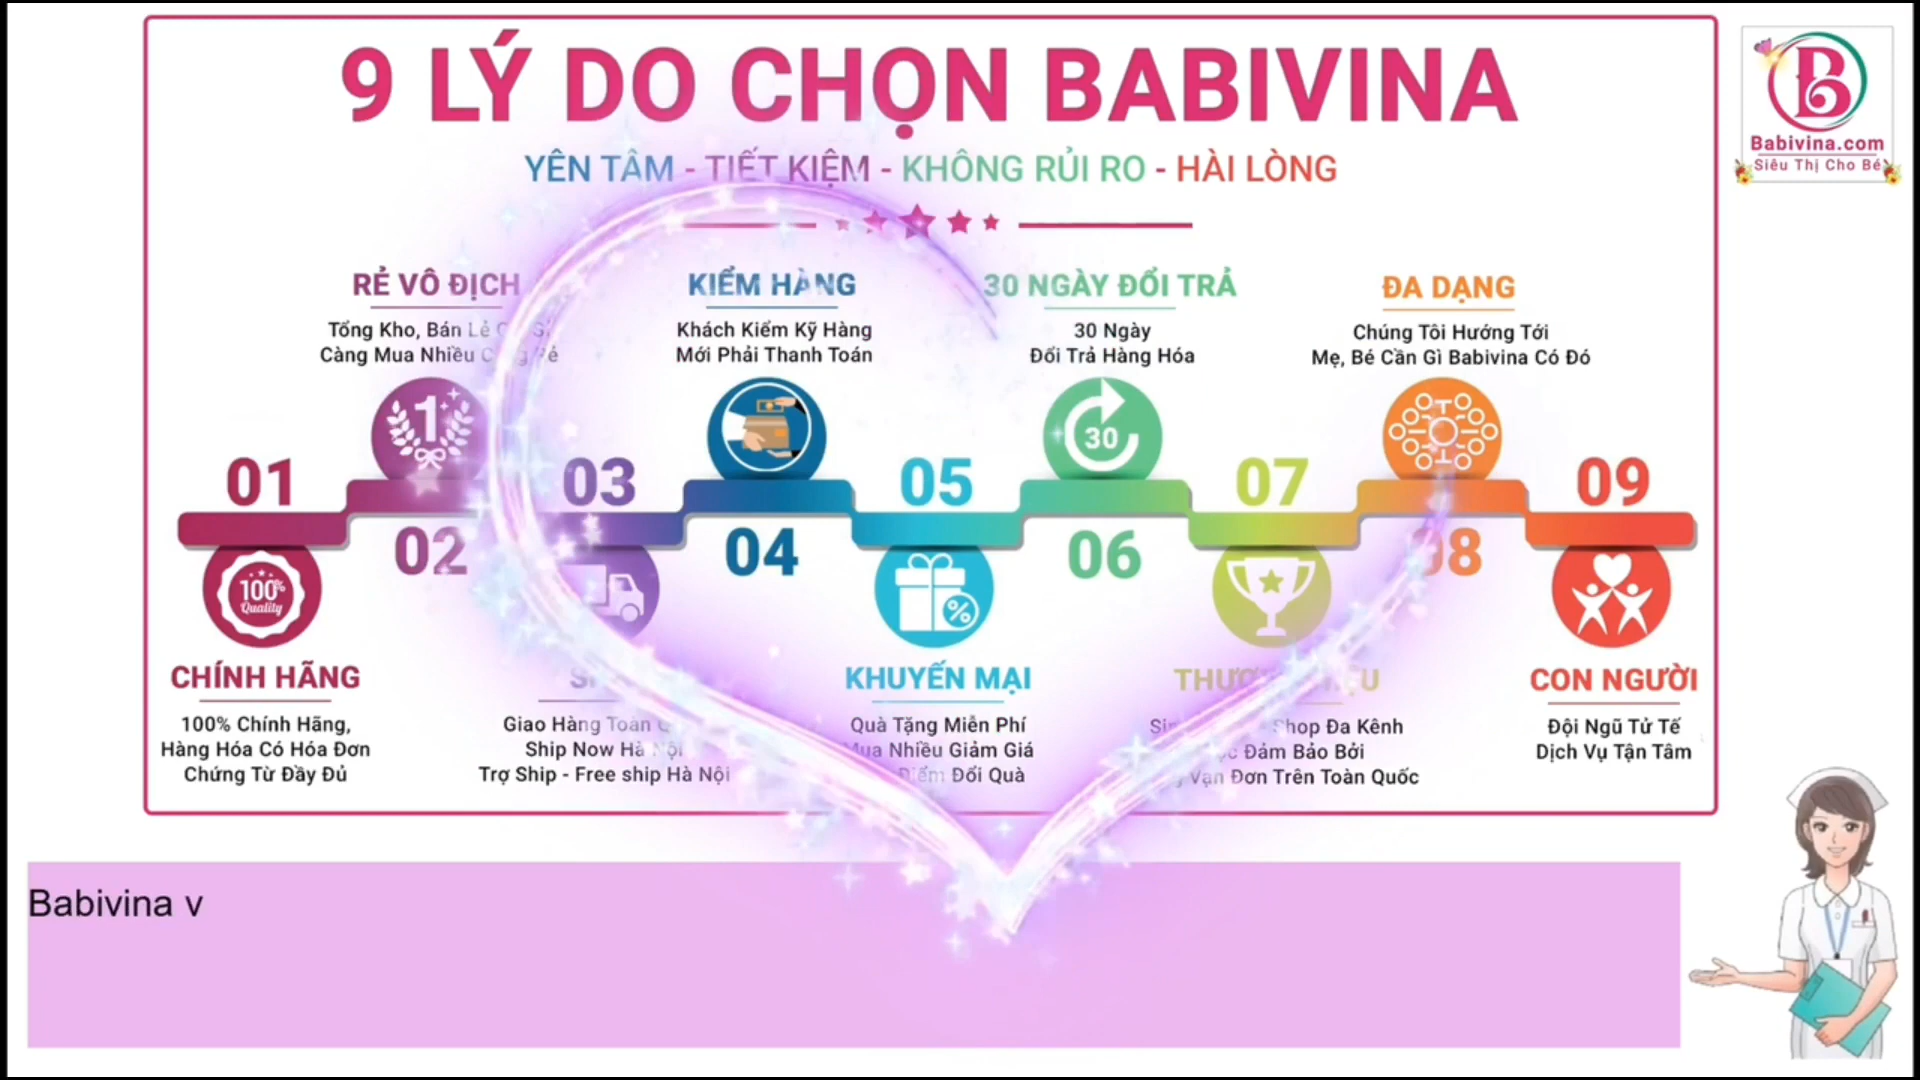 9 LÝ DO CHỌN BABIVINA
YÊN TÂM - TIẾT KIỆM - KHÔNG RỦI RO - HÀI LÒNG
B
Babivina.com
Siêu Thị Cho Bé
RẺ VÔ ĐỊCH
Tổng Kho, Bán Lẻ
Càng Mua Nhiều
KIỂM HÀNG
Khách Kiểm Kỹ Hàng
Mới Phải Thanh Toán
30 NGÀY ĐỔI TRẢ
30 Ngày
Đổi Trả Hàng Hóa
ĐA DẠNG
Chúng Tôi Hướng Tới
Mẹ, Bé Cần Gì Babivina Có Đó
1
30
01
03
05
07
09
02
04
06
08
100%
Quality
%
CHÍNH HÃNG
100% Chính Hãng,
Hàng Hóa Có Hóa Đơn
Chứng Từ Đầy Đủ
Giao Hàng Toàn
Ship Now Hà Nội
Trợ Ship - Free ship Hà Nội
KHUYẾN MẠI
Quà Tặng Miễn Phí
Mua Nhiều Giảm Giá
Điểm Đổi Quà
Shop Đa Kênh
Đảm Bảo Bởi
Vận Đơn Trên Toàn Quốc
CON NGƯỜI
Đội Ngũ Tử Tế
Dịch Vụ Tận Tâm
Babivina v